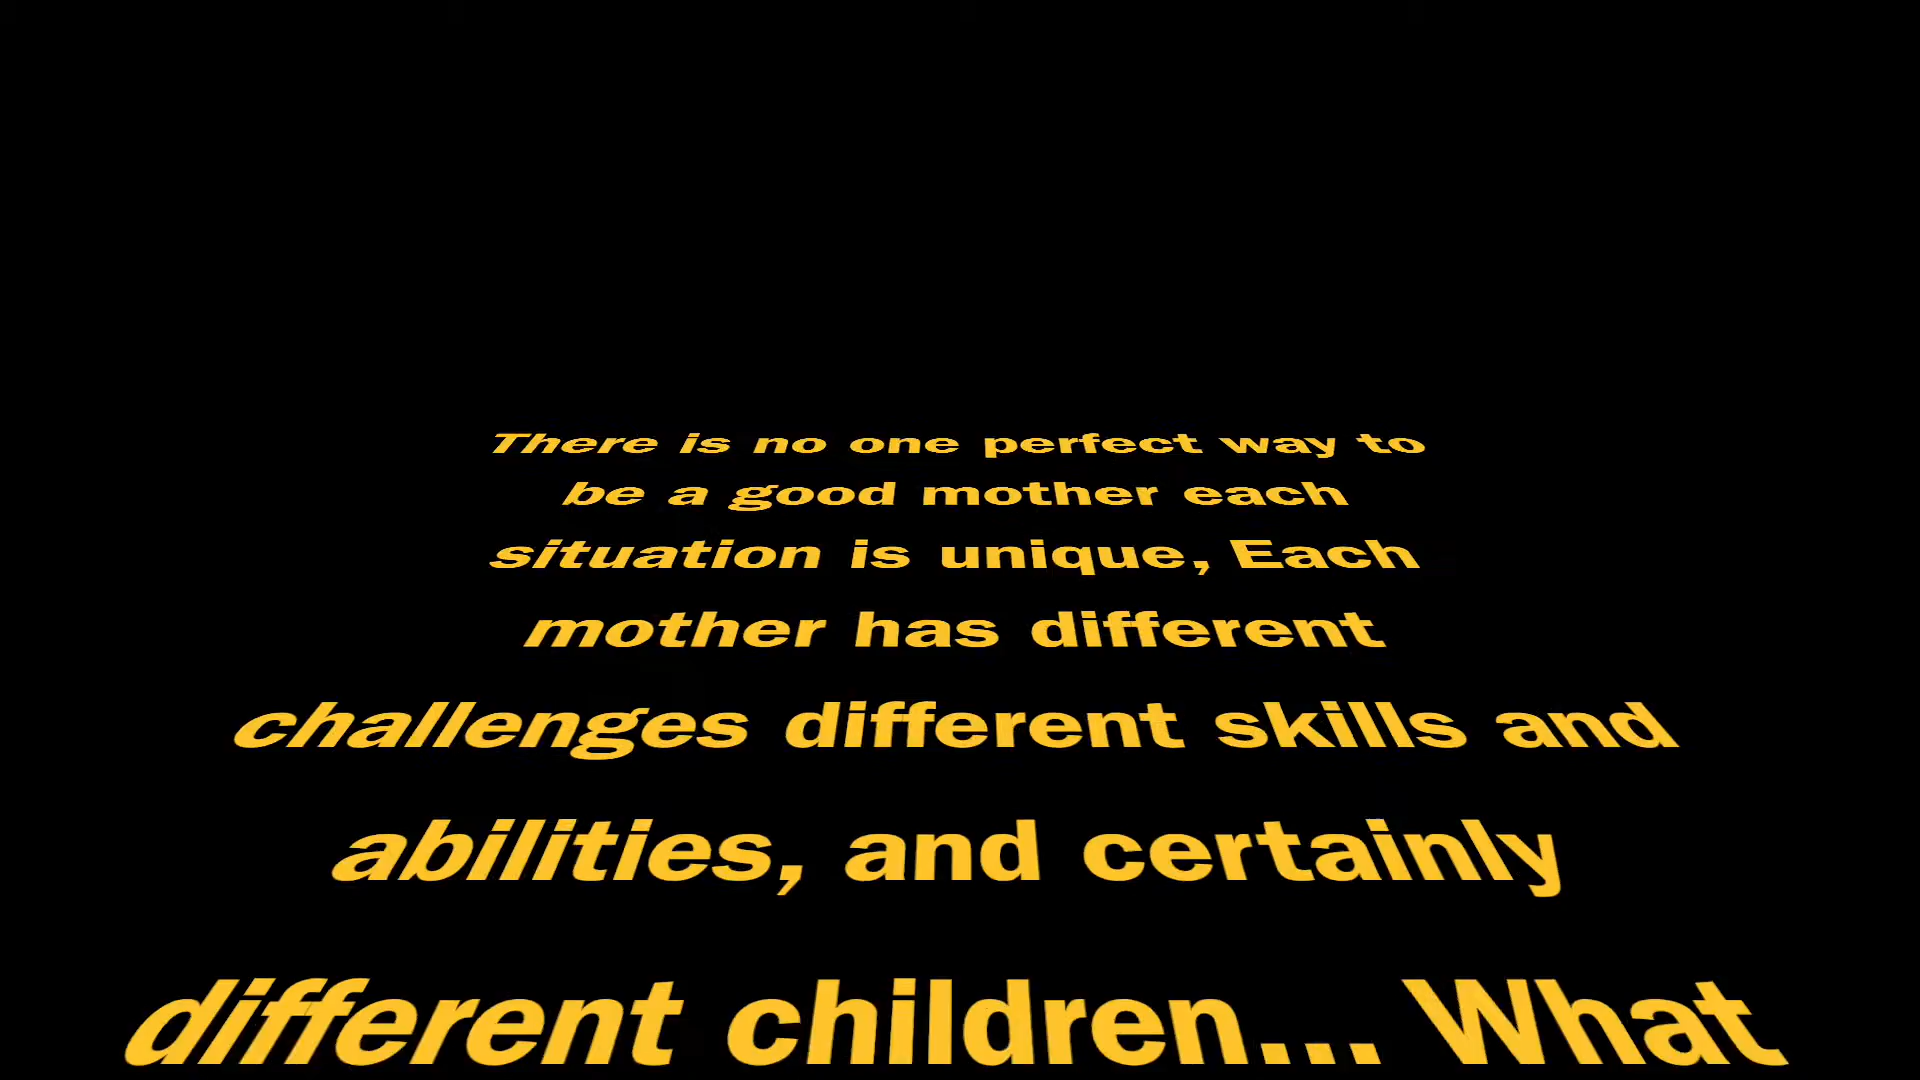 There is no one perfect way to
be a good mother each
situation is unique, Each
mother has different
challenges different skills and
abilities, and certainly
different children... What